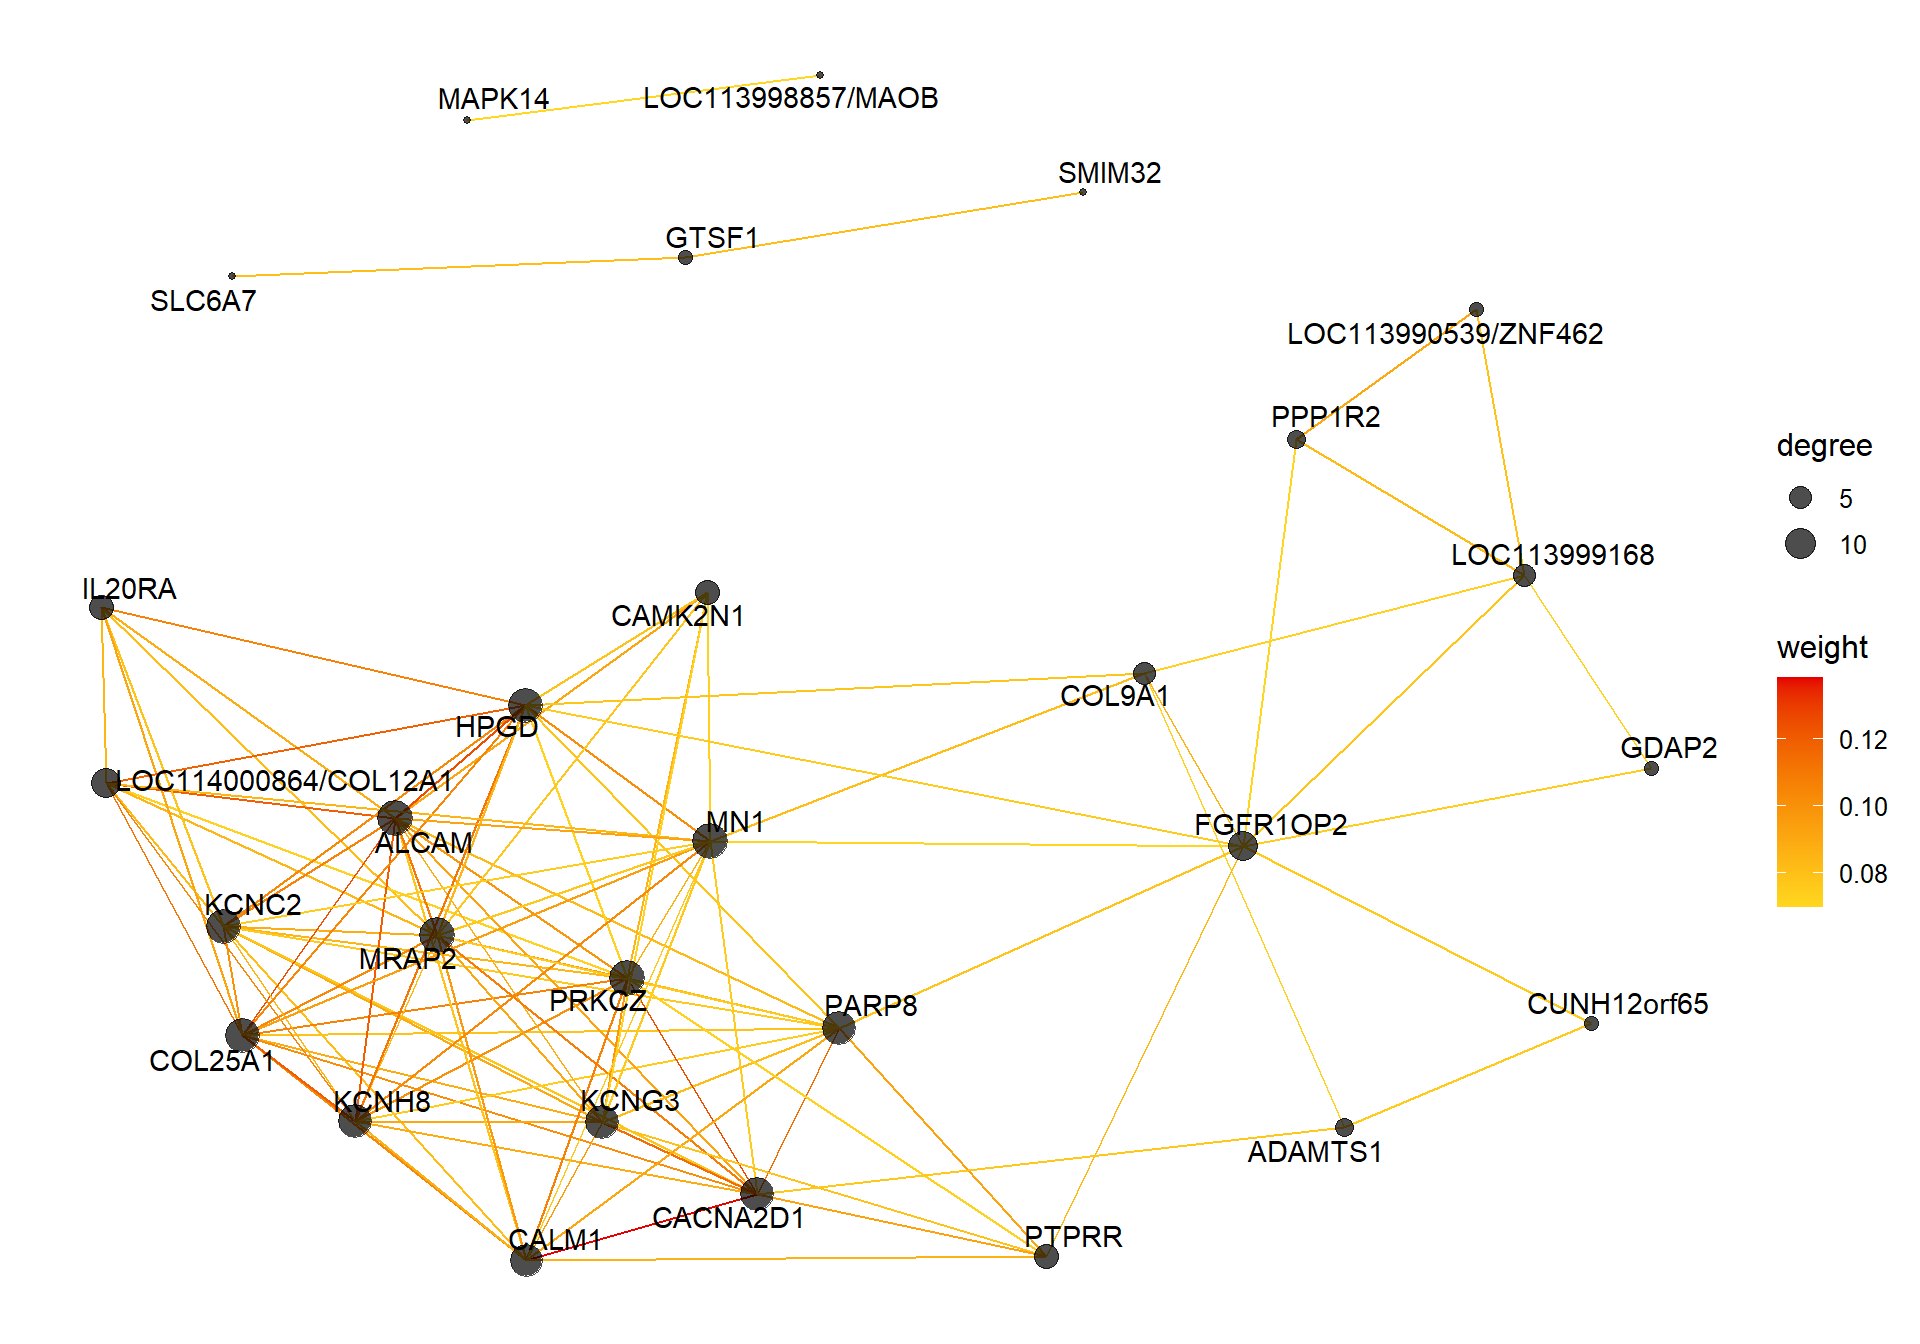 MAPK14
LOC113998857/MAOB
SMIM32
GTSF1
SLC6A7
LOC113990539/ZNF462
PPP1R2
degree
5
10
LOC113999168
IL20RA
CAMK2N1
weight
0.12
0.10
0.08
COL9A1
HPGD
GDAP2
LOC114000864/COL12A1
MN1
FGFR1OP2
ALCAM
KCNC2
MRAP2
PRKCZ
PARP8
CUNH12orf65
COL25A1
KCNH8
KCNG3
ADAMTS1
CACNA2D1
CALM1
PTPRR